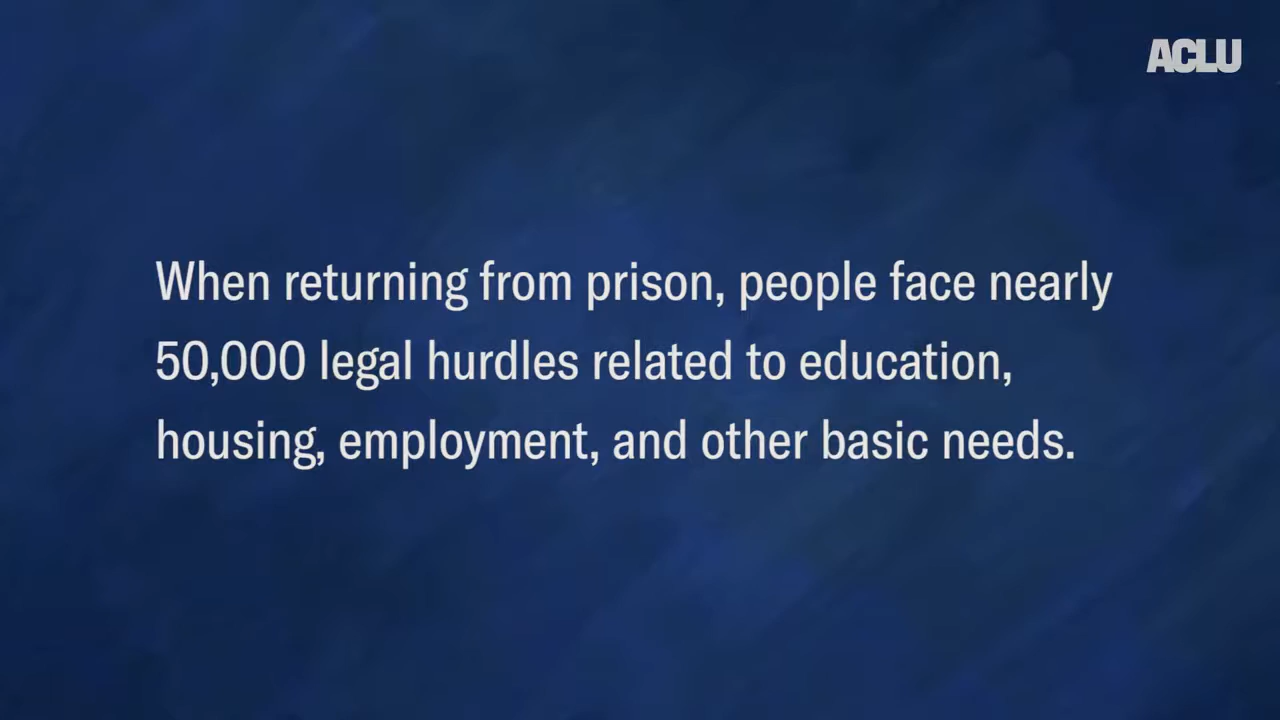 ACLU
When returning from prison, people face nearly
50,000 legal hurdles related to education,
housing, employment, and other basic needs.